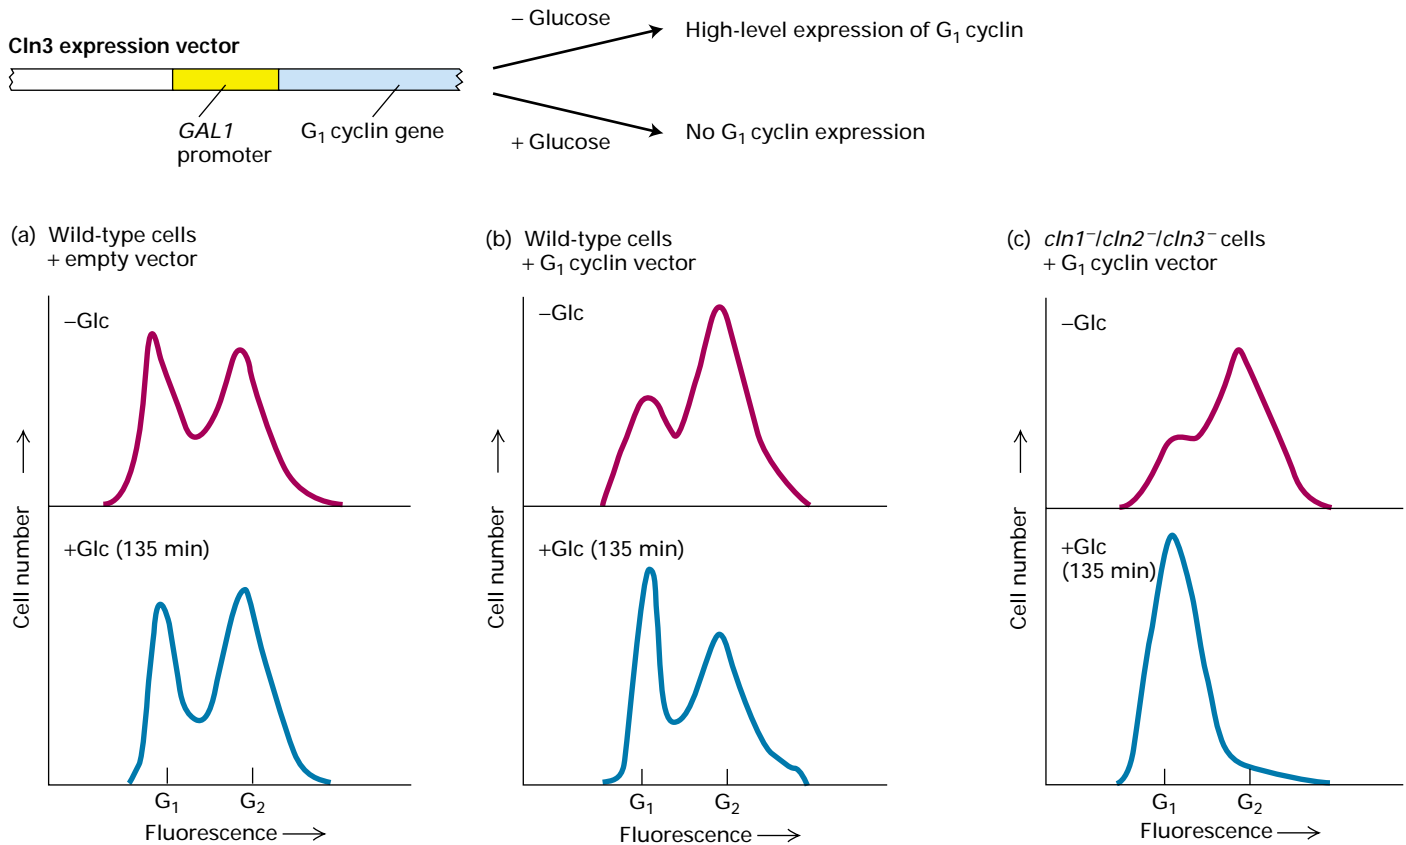 Cln3 expression vector
GAL1
promoter
G1 cyclin gene
– Glucose
High-level expression of G1 cyclin
+ Glucose
No G1 cyclin expression
(a) Wild-type cells
+ empty vector
–Glc
+Glc (135 min)
Cell number
G1
G2
Fluorescence
(b) Wild-type cells
+ G1 cyclin vector
–Glc
+Glc (135 min)
Cell number
G1
G2
Fluorescence
(c) cln1–/cln2–/cln3– cells
+ G1 cyclin vector
–Glc
+Glc
(135 min)
Cell number
G1
G2
Fluorescence